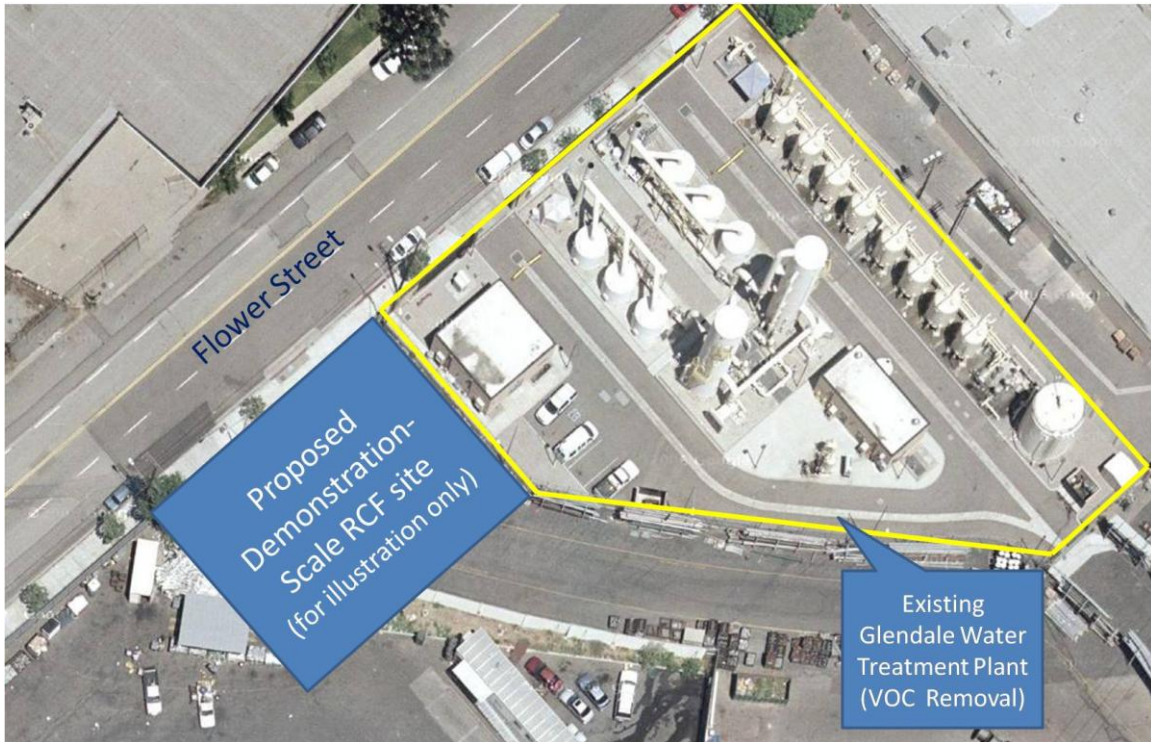 Flower Street
Proposed
Demonstration-
Scale RCF site
(for illustration only)
Existing
Glendale Water
Treatment Plant
(VOC Removal)